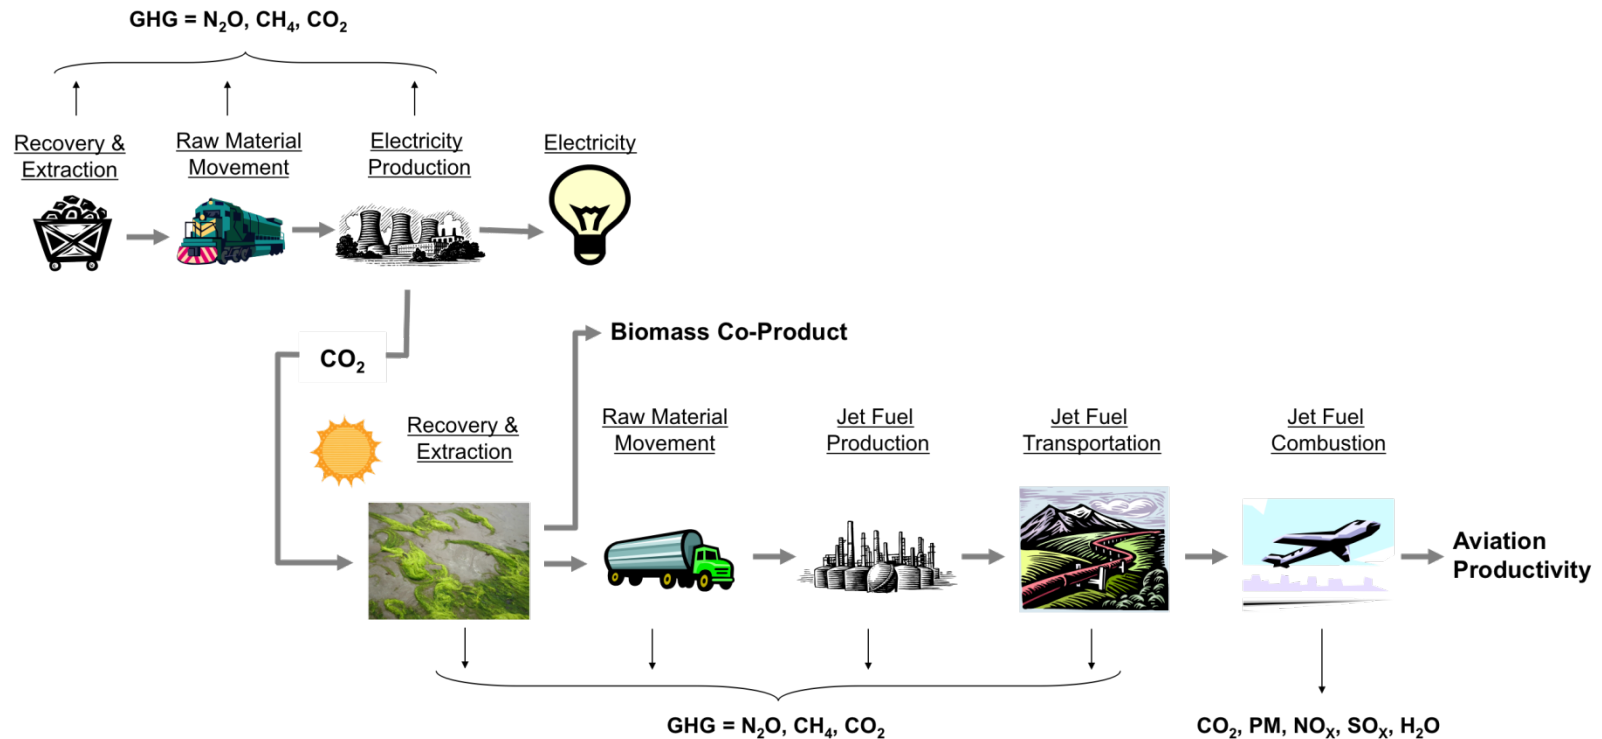 GHG = N₂O, CH₄, CO₂
Recovery &
Extraction
Raw Material
Movement
Electricity
Production
Electricity
CO₂
Biomass Co-Product
Recovery &
Extraction
Raw Material
Movement
Jet Fuel
Production
Jet Fuel
Transportation
Jet Fuel
Combustion
Aviation
Productivity
GHG = N₂O, CH₄, CO₂
CO₂, PM, NOₓ, SOₓ, H₂O